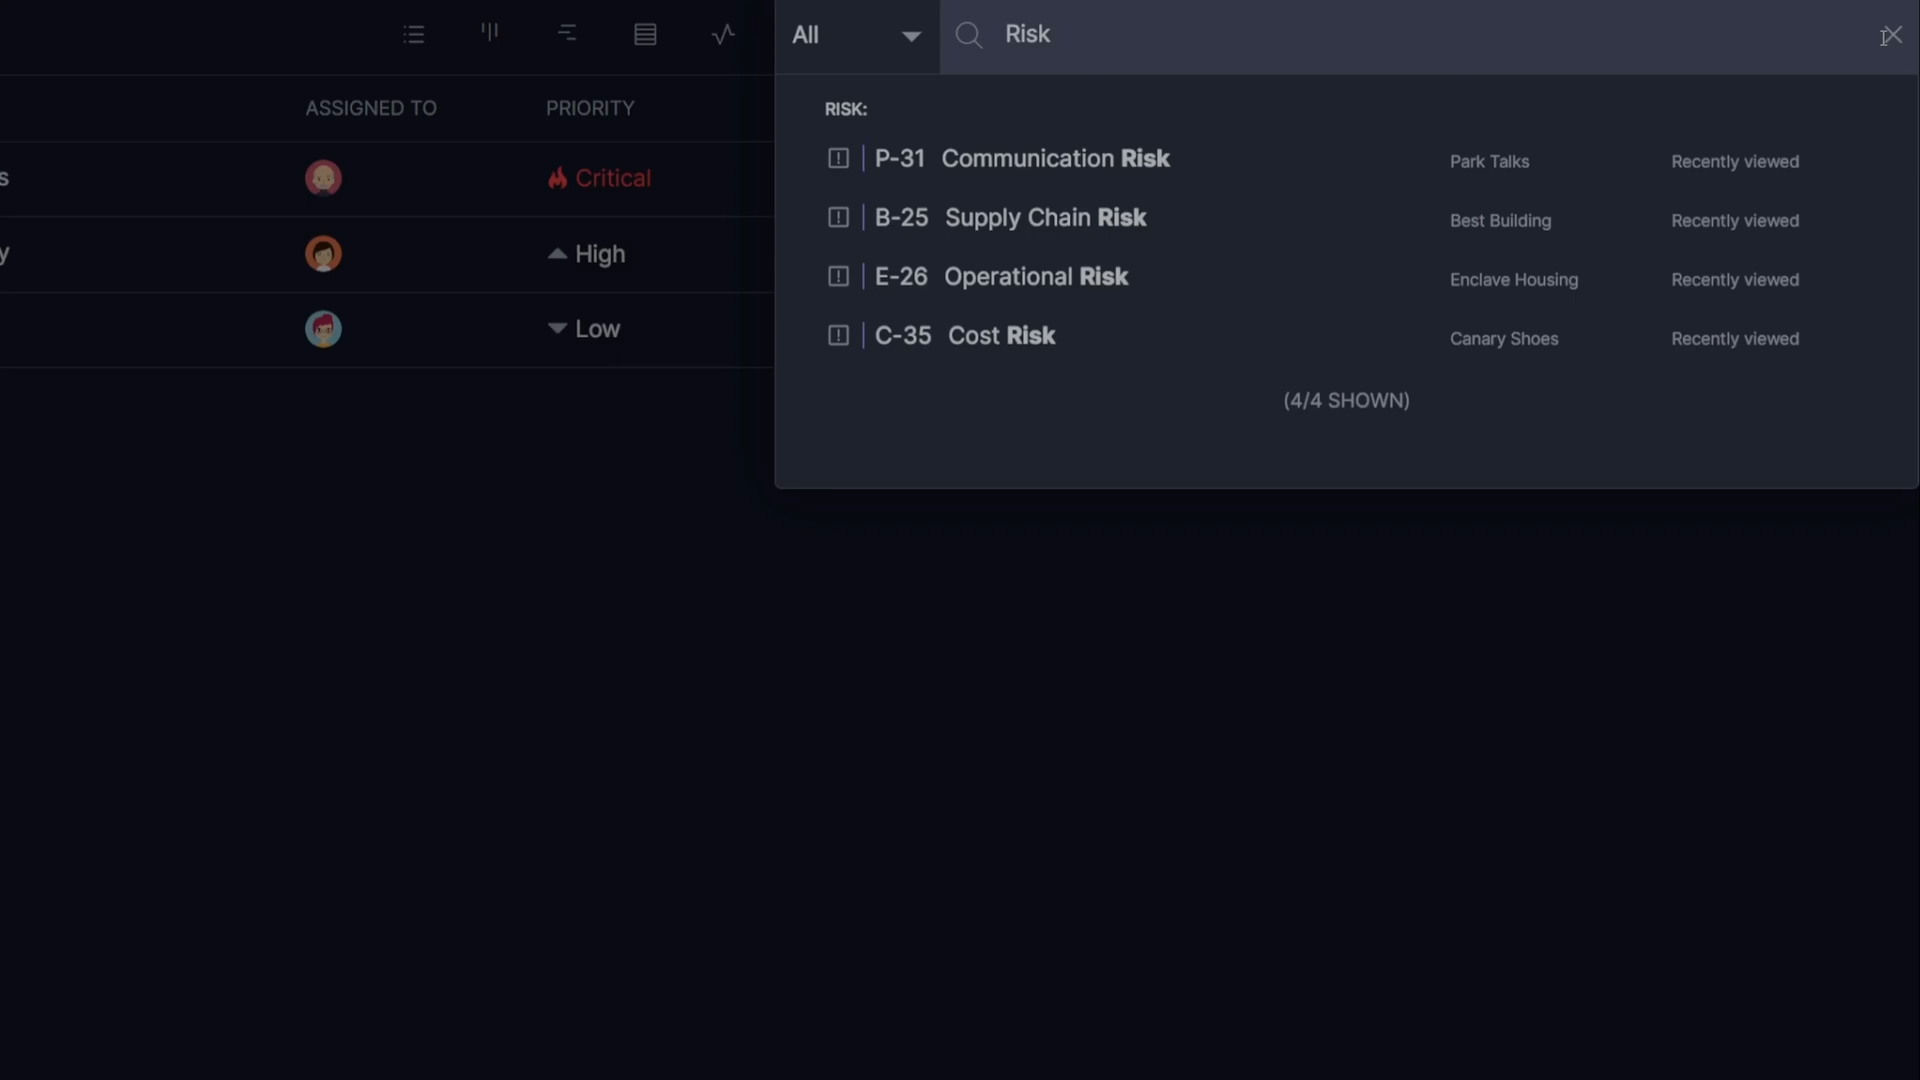 All
Risk
ASSIGNED TO PRIORITY
s Critical
y High
Low
RISK:
P-31 Communication Risk Park Talks Recently viewed
B-25 Supply Chain Risk Best Building Recently viewed
E-26 Operational Risk Enclave Housing Recently viewed
C-35 Cost Risk Canary Shoes Recently viewed
(4/4 SHOWN)